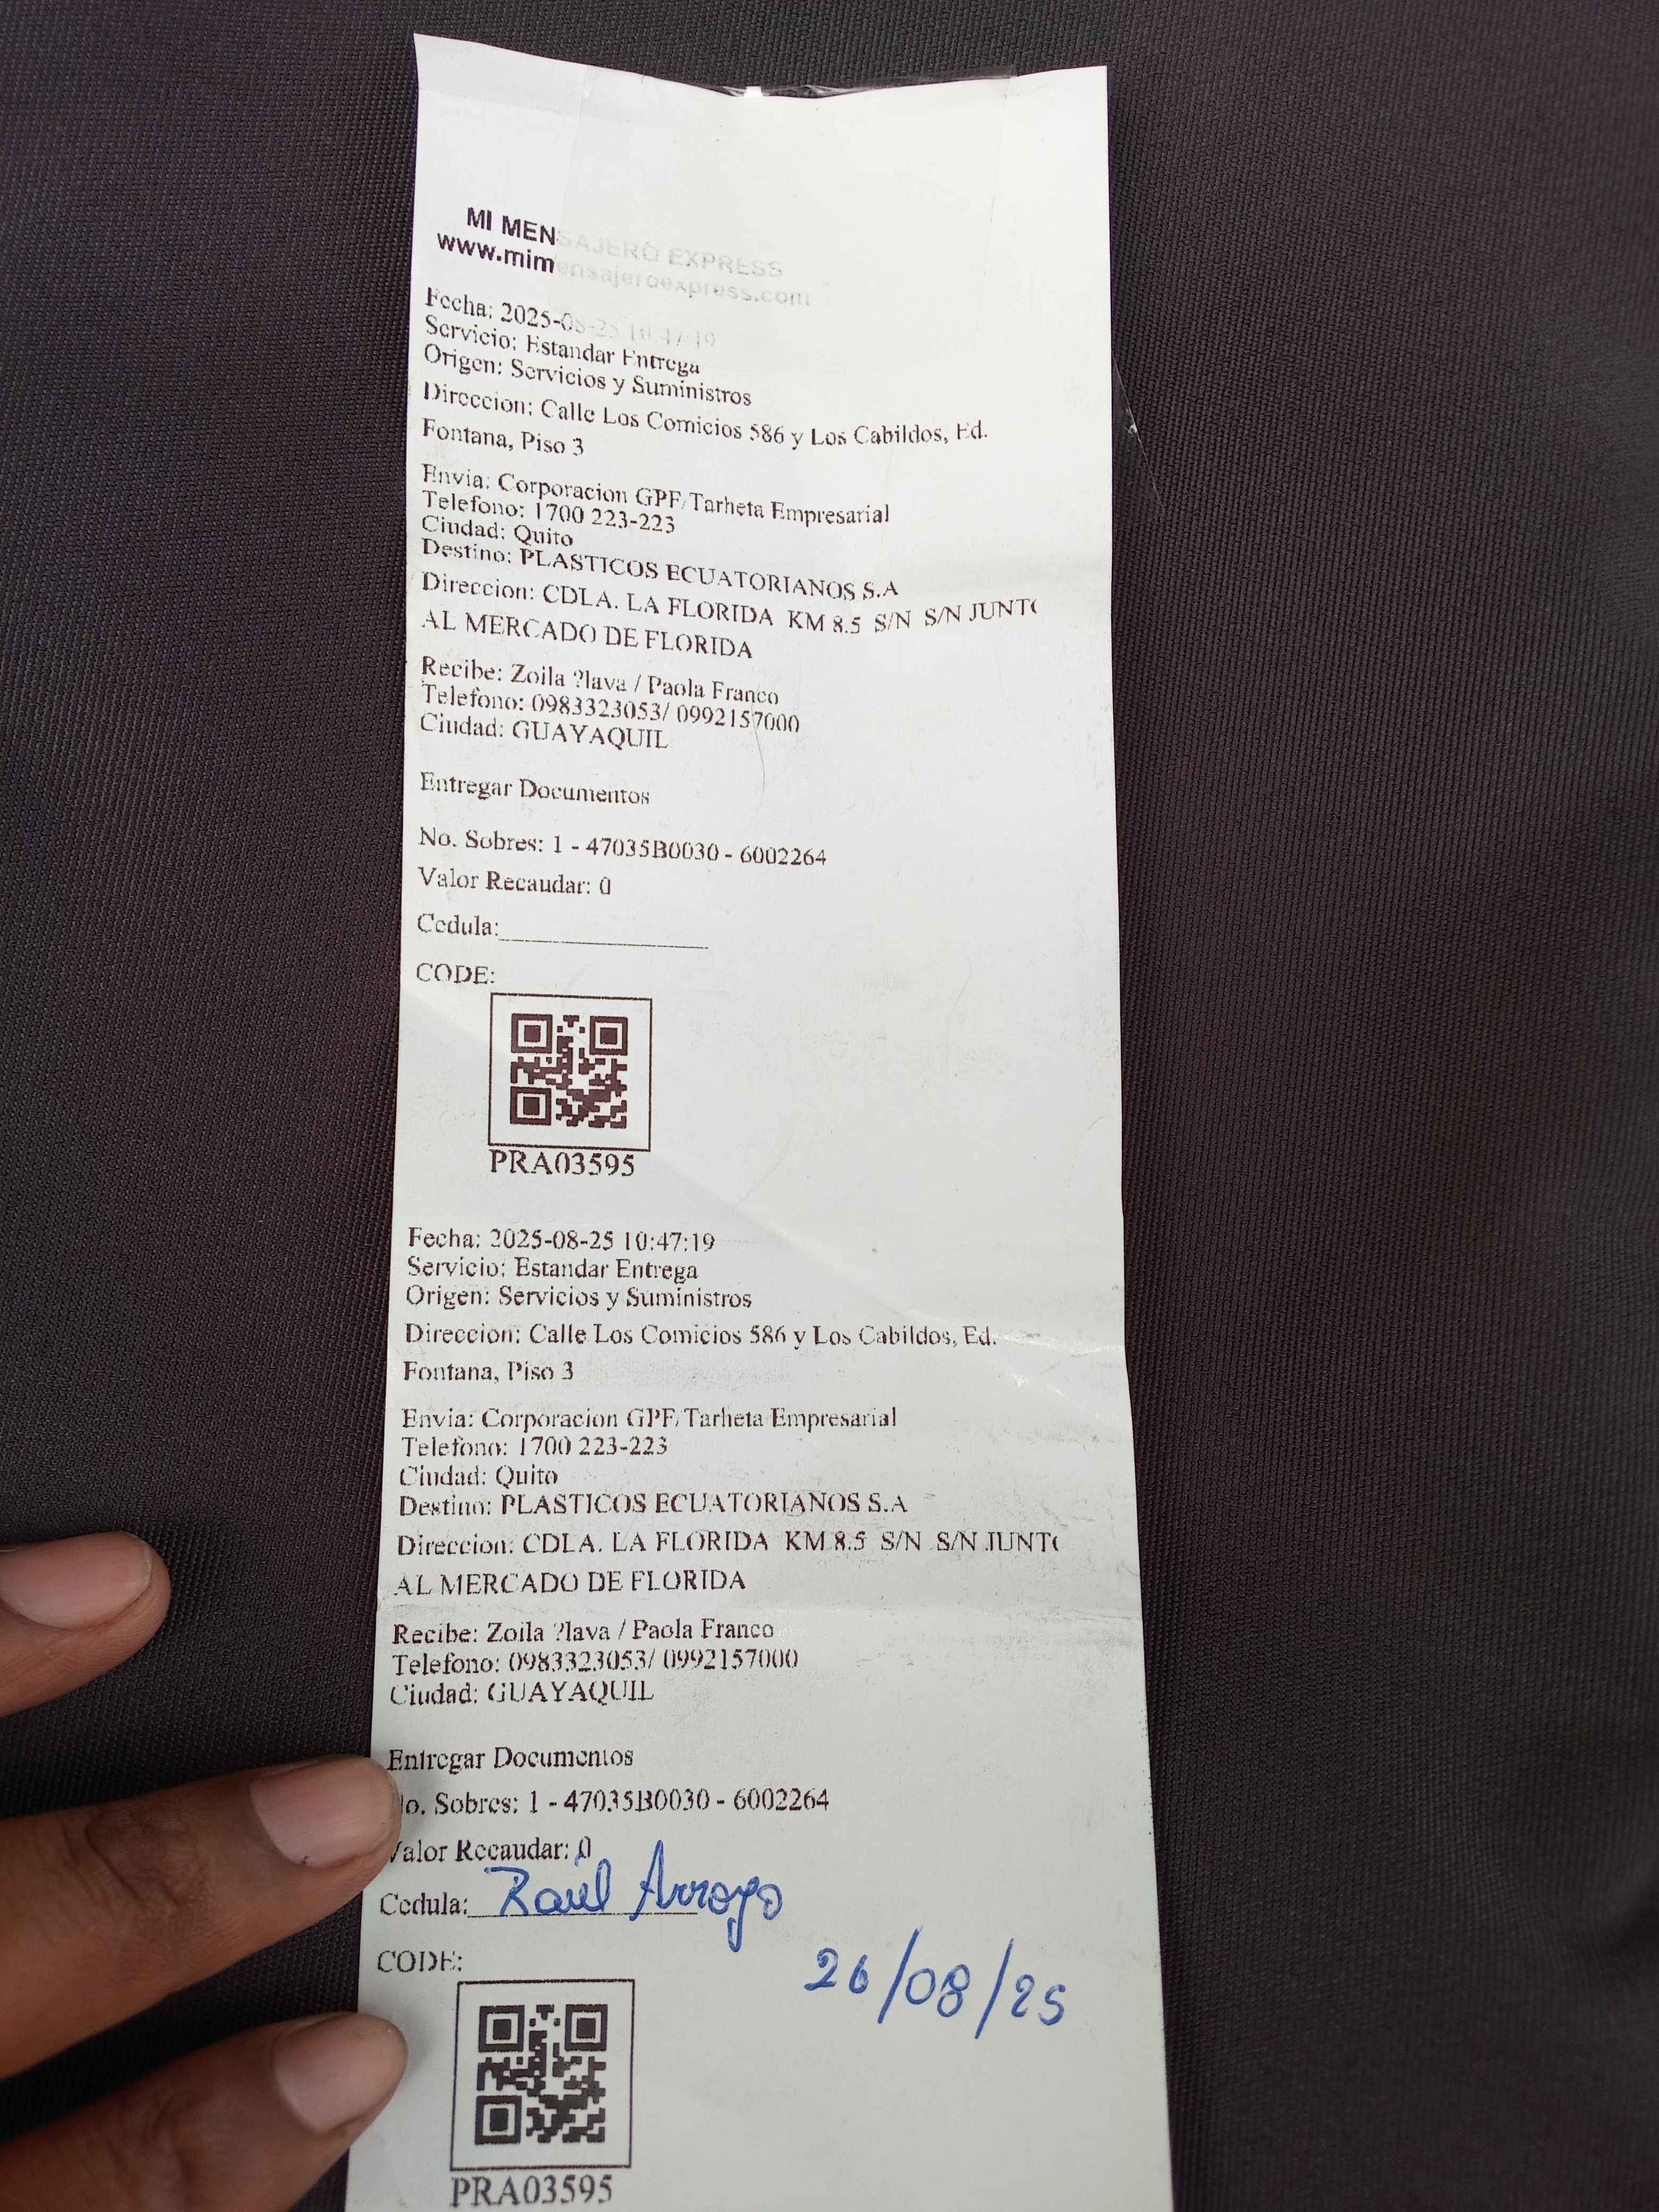 MI MENSAJERO EXPRESS
www.mimensajeroexpress.com
Fecha: 2025-08-25 10:47:19
Servicio: Estandar Entrega
Origen: Servicios y Suministros
Direccion: Calle Los Comicios 586 y Los Cabildos, Ed.
Fontana, Piso 3
Envia: Corporacion GPF/Tarheta Empresarial
Telefono: 1700 223-223
Ciudad: Quito
Destino: PLASTICOS ECUATORIANOS S.A
Direccion: CDLA. LA FLORIDA KM 8.5 S/N S/N JUNTO
AL MERCADO DE FLORIDA
Recibe: Zoila ?lava / Paola Franco
Telefono: 0983323053/ 0992157000
Ciudad: GUAYAQUIL
Entregar Documentos
No. Sobres: 1 - 47035B0030 - 6002264
Valor Recaudar: 0
Cedula:
CODE:
PRA03595
Fecha: 2025-08-25 10:47:19
Servicio: Estandar Entrega
Origen: Servicios y Suministros
Direccion: Calle Los Comicios 586 y Los Cabildos, Ed.
Fontana, Piso 3
Envia: Corporacion GPF/Tarheta Empresarial
Telefono: 1700 223-223
Ciudad: Quito
Destino: PLASTICOS ECUATORIANOS S.A
Direccion: CDLA. LA FLORIDA KM 8.5 S/N S/N JUNTO
AL MERCADO DE FLORIDA
Recibe: Zoila ?lava / Paola Franco
Telefono: 0983323053/ 0992157000
Ciudad: GUAYAQUIL
Entregar Documentos
No. Sobres: 1 - 47035B0030 - 6002264
Valor Recaudar: 0
Cedula: Raúl Arroyo
26/08/25
CODE:
PRA03595